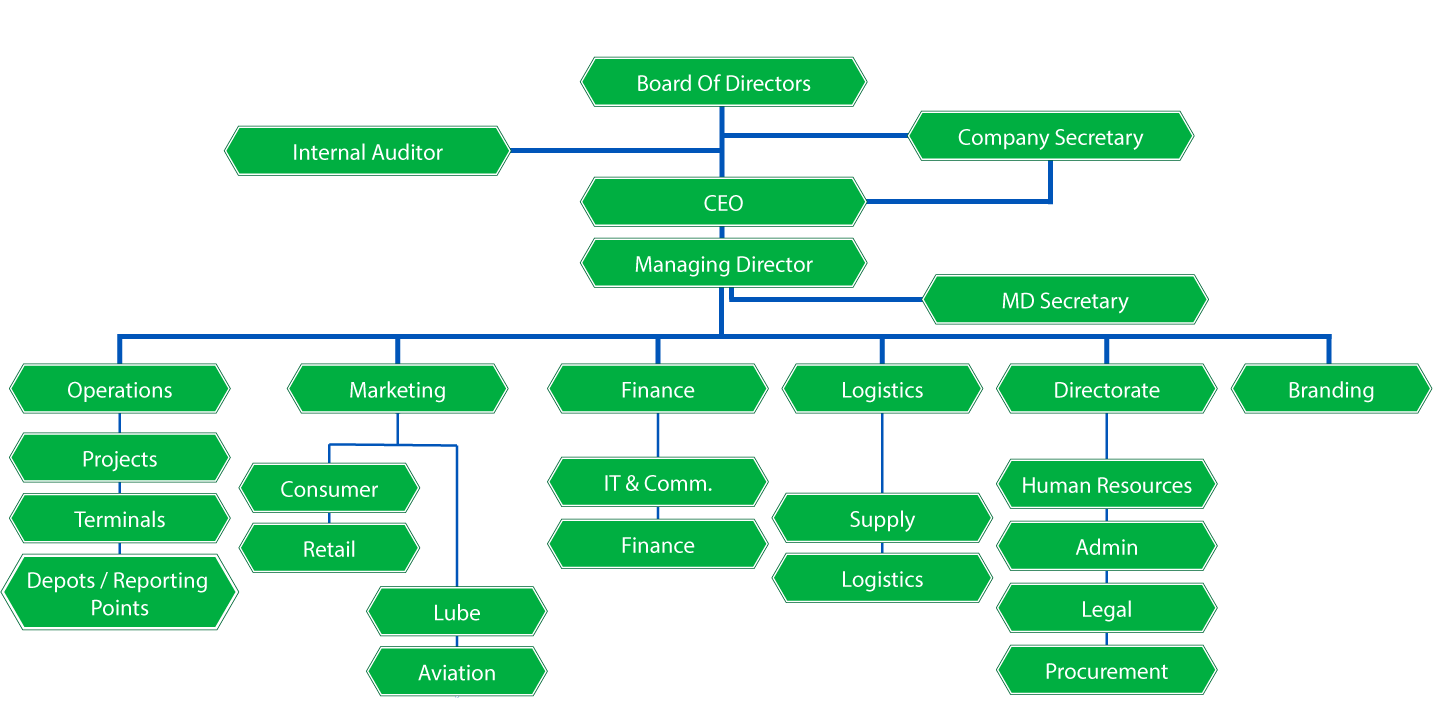 Board Of Directors
Company Secretary
Internal Auditor
CEO
Managing Director
MD Secretary
Operations
Marketing
Finance
Logistics
Directorate
Branding
Projects
Terminals
Depots / Reporting
Points
Consumer
Retail
Lube
Aviation
IT & Comm.
Finance
Supply
Logistics
Human Resources
Admin
Legal
Procurement